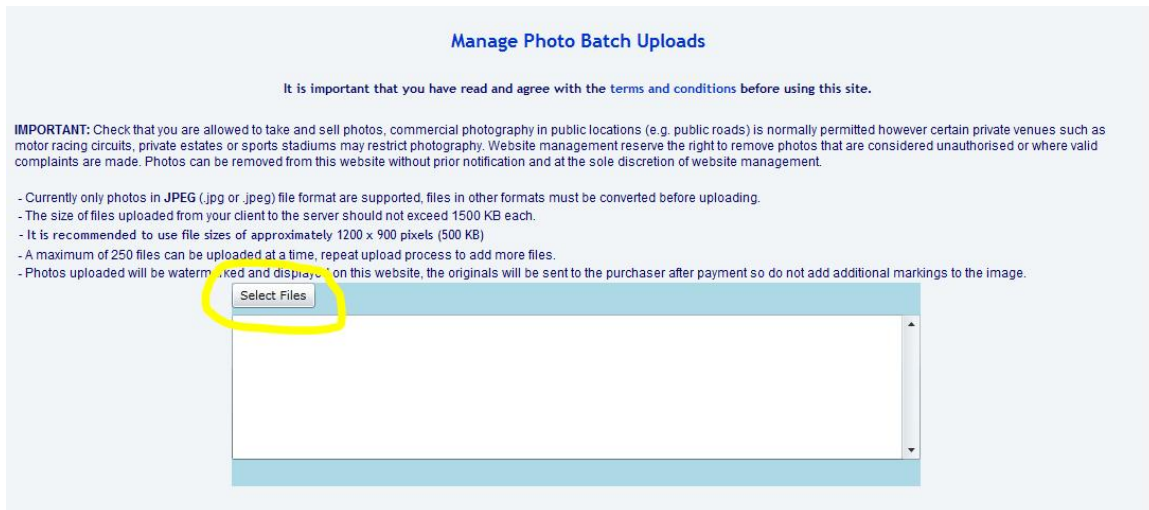 Manage Photo Batch Uploads
It is important that you have read and agree with the terms and conditions before using this site.
IMPORTANT: Check that you are allowed to take and sell photos, commercial photography in public locations (e.g. public roads) is normally permitted however certain private venues such as
motor racing circuits, private estates or sports stadiums may restrict photography. Website management reserve the right to remove photos that are considered unauthorised or where valid
complaints are made. Photos can be removed from this website without prior notification and at the sole discretion of website management.
- Currently only photos in JPEG (.jpg or .jpeg) file format are supported, files in other formats must be converted before uploading.
- The size of files uploaded from your client to the server should not exceed 1500 KB each.
- It is recommended to use file sizes of approximately 1200 x 900 pixels (500 KB)
- A maximum of 250 files can be uploaded at a time, repeat upload process to add more files.
- Photos uploaded will be watermarked and displayed on this website, the originals will be sent to the purchaser after payment so do not add additional markings to the image.
Select Files